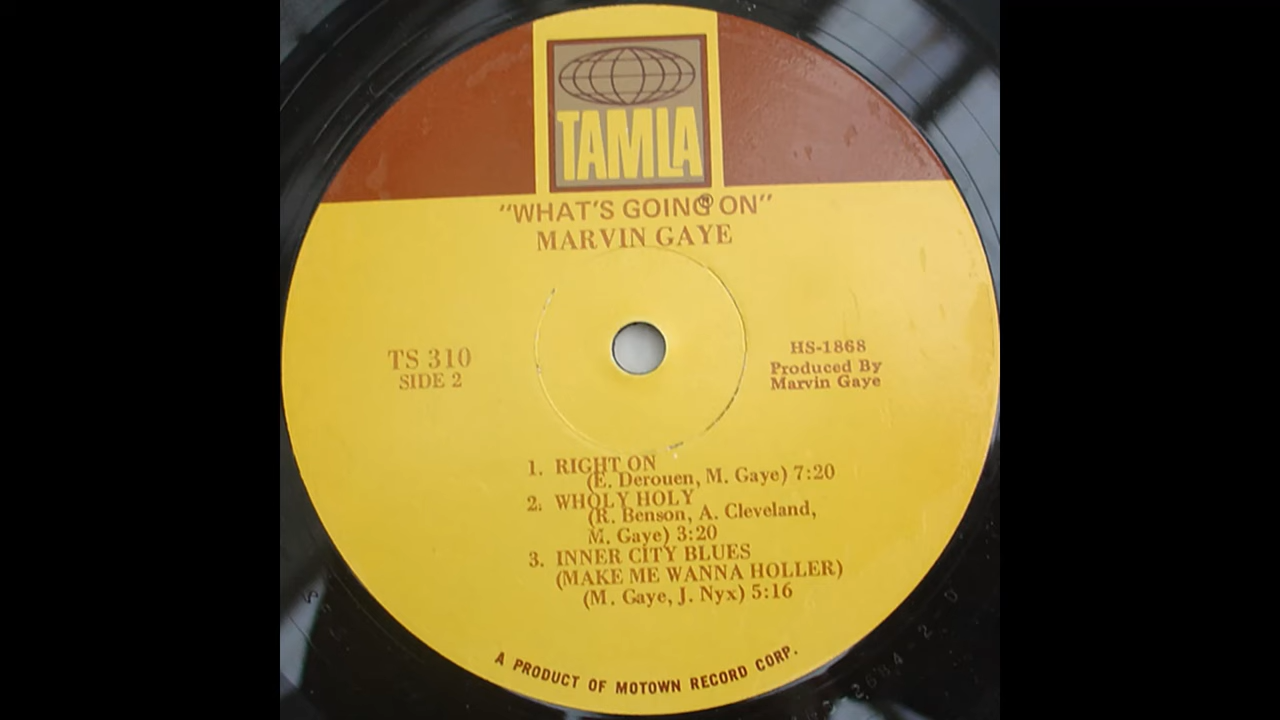 TAMLA
®
"WHAT'S GOING ON"
MARVIN GAYE
TS 310
SIDE 2
HS-1868
Produced By
Marvin Gaye
1. RIGHT ON
(E. Derouen, M. Gaye) 7:20
2. WHOLY HOLY
(R. Benson, A. Cleveland,
M. Gaye) 3:20
3. INNER CITY BLUES
(MAKE ME WANNA HOLLER)
(M. Gaye, J. Nyx) 5:16
A PRODUCT OF MOTOWN RECORD CORP.